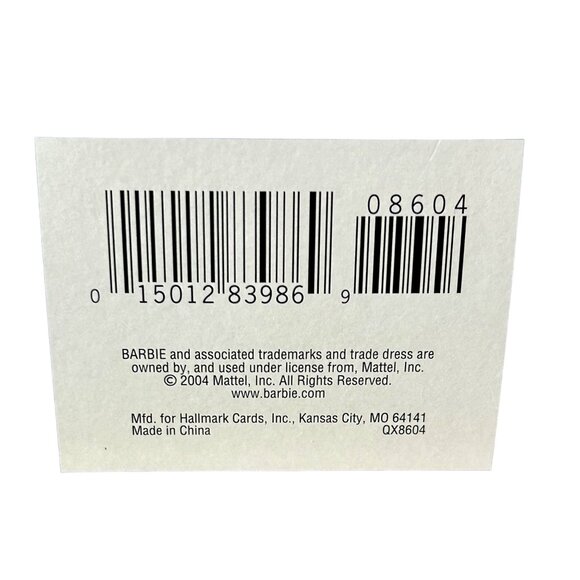 08604
0 15012 83986 9
BARBIE and associated trademarks and trade dress are
owned by, and used under license from, Mattel, Inc.
© 2004 Mattel, Inc. All Rights Reserved.
www.barbie.com
Mfd. for Hallmark Cards, Inc., Kansas City, MO 64141
Made in China QX8604